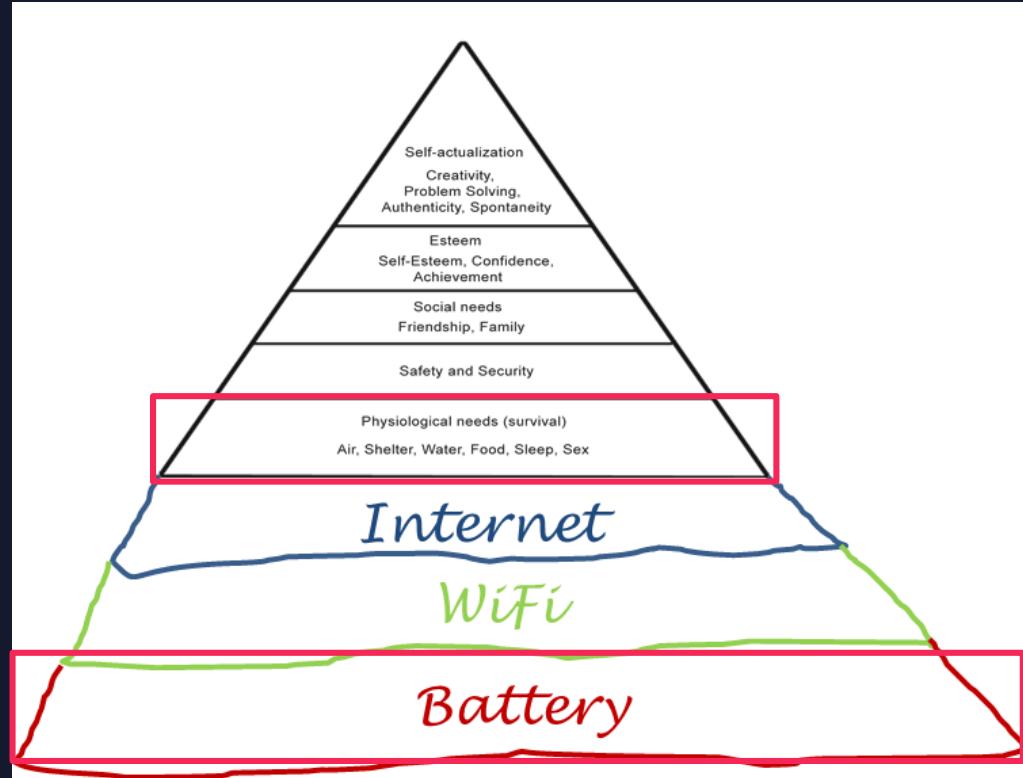 Self-actualization
Creativity,
Problem Solving,
Authenticity, Spontaneity
Esteem
Self-Esteem, Confidence,
Achievement
Social needs
Friendship, Family
Safety and Security
Physiological needs (survival)
Air, Shelter, Water, Food, Sleep, Sex
Internet
WiFi
Battery